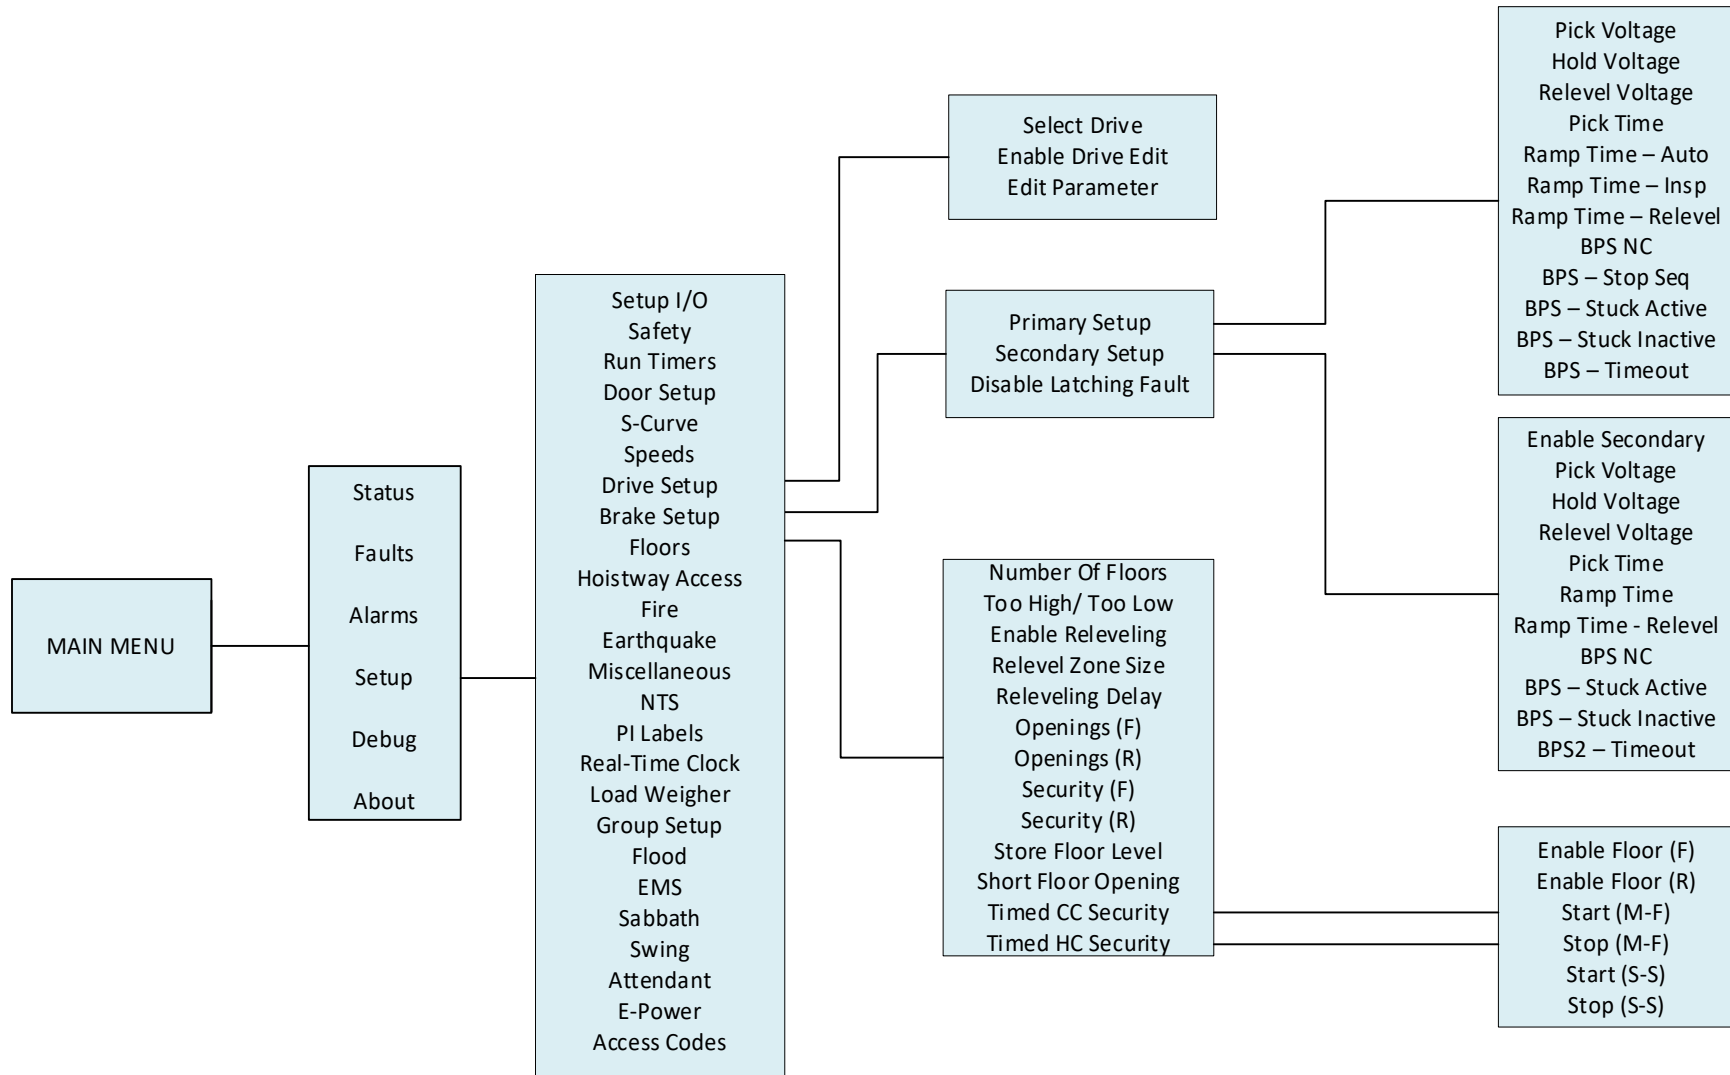 MAIN MENU
Status
Faults
Alarms
Setup
Debug
About
Setup I/O
Safety
Run Timers
Door Setup
S-Curve
Speeds
Drive Setup
Brake Setup
Floors
Hoistway Access
Fire
Earthquake
Miscellaneous
NTS
PI Labels
Real-Time Clock
Load Weigher
Group Setup
Flood
EMS
Sabbath
Swing
Attendant
E-Power
Access Codes
Select Drive
Enable Drive Edit
Edit Parameter
Primary Setup
Secondary Setup
Disable Latching Fault
Number Of Floors
Too High/ Too Low
Enable Releveling
Relevel Zone Size
Releveling Delay
Openings (F)
Openings (R)
Security (F)
Security (R)
Store Floor Level
Short Floor Opening
Timed CC Security
Timed HC Security
Pick Voltage
Hold Voltage
Relevel Voltage
Pick Time
Ramp Time – Auto
Ramp Time – Insp
Ramp Time – Relevel
BPS NC
BPS – Stop Seq
BPS – Stuck Active
BPS – Stuck Inactive
BPS – Timeout
Enable Secondary
Pick Voltage
Hold Voltage
Relevel Voltage
Pick Time
Ramp Time
Ramp Time - Relevel
BPS NC
BPS – Stuck Active
BPS – Stuck Inactive
BPS2 – Timeout
Enable Floor (F)
Enable Floor (R)
Start (M-F)
Stop (M-F)
Start (S-S)
Stop (S-S)